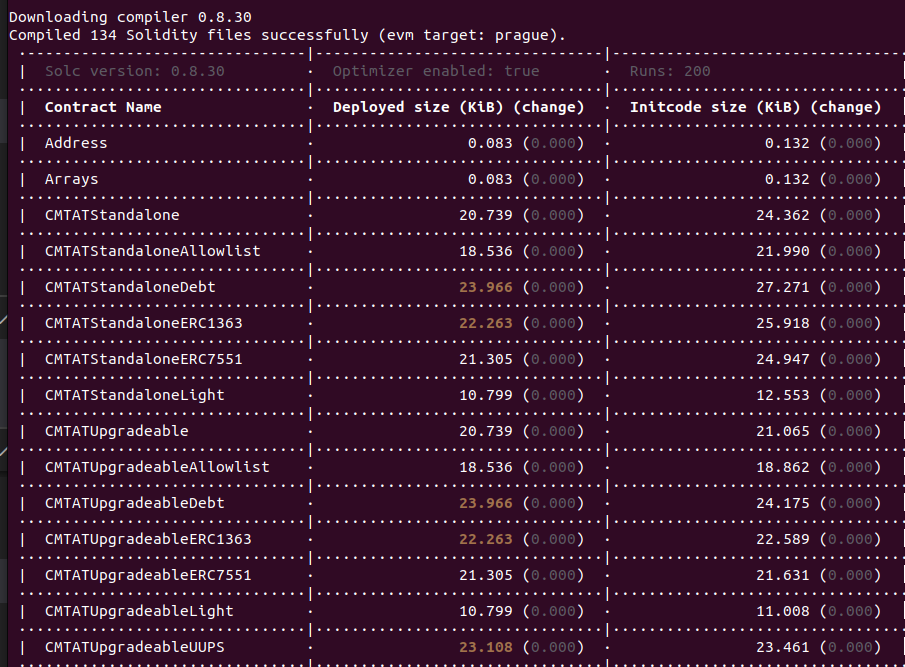 Downloading compiler 0.8.30
Compiled 134 Solidity files successfully (evm target: prague).
| Solc version: 0.8.30 · Optimizer enabled: true · Runs: 200
| Contract Name · Deployed size (KiB) (change) · Initcode size (KiB) (change) |
| Address · 0.083 (0.000) · 0.132 (0.000) |
| Arrays · 0.083 (0.000) · 0.132 (0.000) |
| CMTATStandalone · 20.739 (0.000) · 24.362 (0.000) |
| CMTATStandaloneAllowlist · 18.536 (0.000) · 21.990 (0.000) |
| CMTATStandaloneDebt · 23.966 (0.000) · 27.271 (0.000) |
| CMTATStandaloneERC1363 · 22.263 (0.000) · 25.918 (0.000) |
| CMTATStandaloneERC7551 · 21.305 (0.000) · 24.947 (0.000) |
| CMTATStandaloneLight · 10.799 (0.000) · 12.553 (0.000) |
| CMTATUpgradeable · 20.739 (0.000) · 21.065 (0.000) |
| CMTATUpgradeableAllowlist · 18.536 (0.000) · 18.862 (0.000) |
| CMTATUpgradeableDebt · 23.966 (0.000) · 24.175 (0.000) |
| CMTATUpgradeableERC1363 · 22.263 (0.000) · 22.589 (0.000) |
| CMTATUpgradeableERC7551 · 21.305 (0.000) · 21.631 (0.000) |
| CMTATUpgradeableLight · 10.799 (0.000) · 11.008 (0.000) |
| CMTATUpgradeableUUPS · 23.108 (0.000) · 23.461 (0.000) |